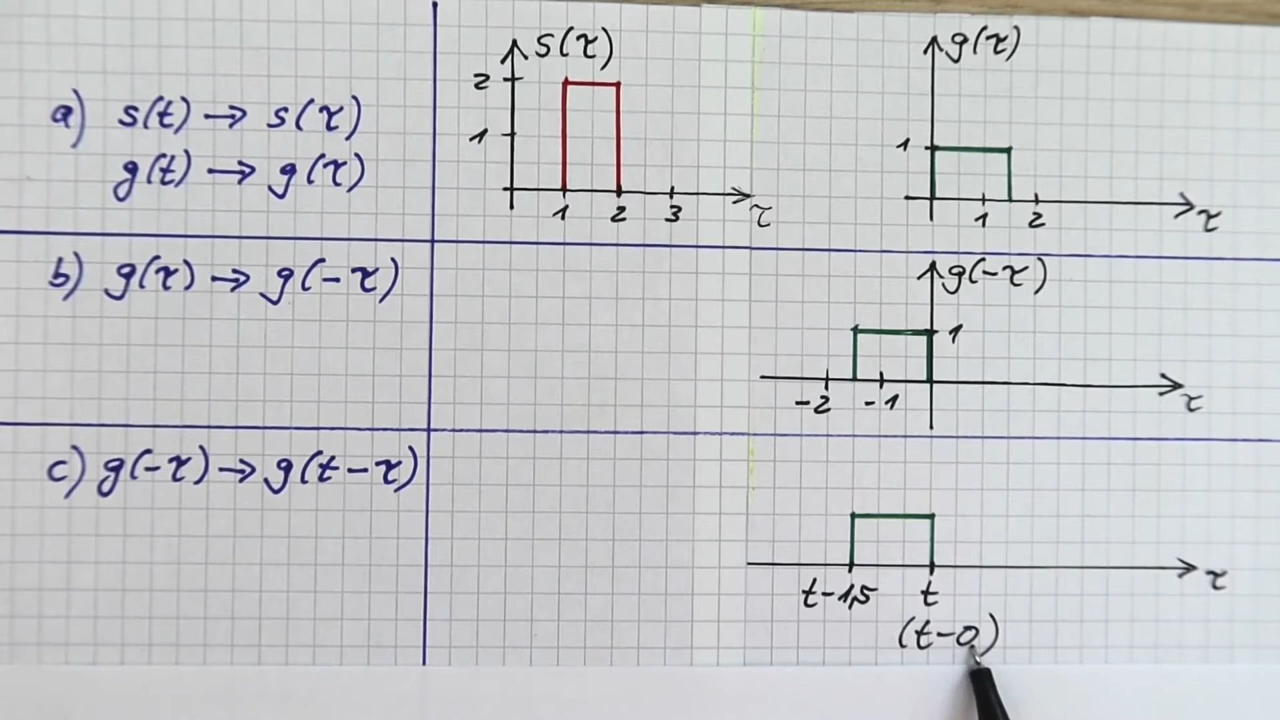 a) s(t) → s(τ)
g(t) → g(τ)
s(τ)
2
1
1 2 3 τ
g(τ)
1
1 2 τ
b) g(τ) → g(-τ)
g(-τ)
1
-2 -1 τ
c) g(-τ) → g(t-τ)
t-1,5 t τ
(t-0)